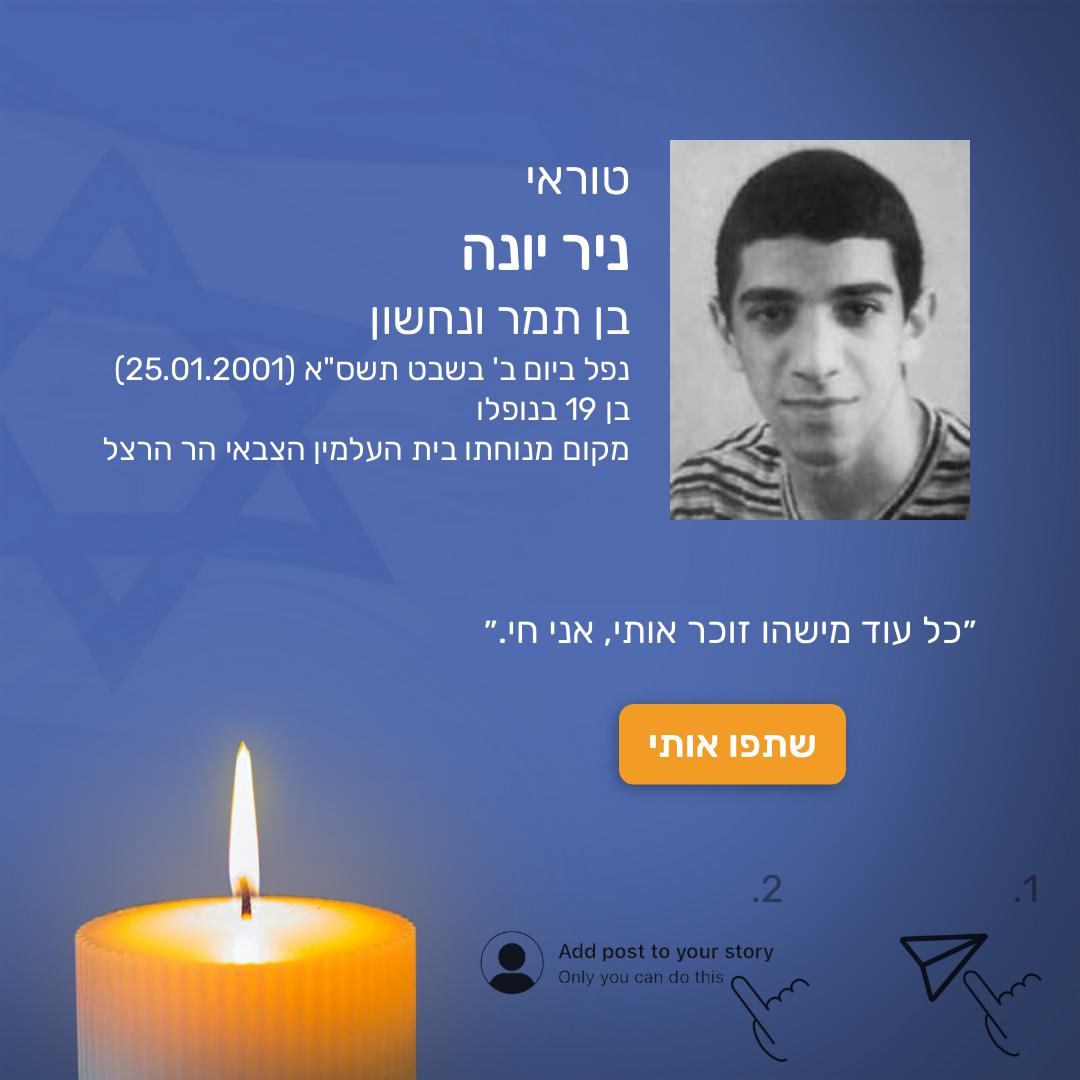 טוראי
ניר יונה
בן תמר ונחשון
נפל ביום ב' בשבט תשס"א (25.01.2001)
בן 19 בנופלו
מקום מנוחתו בית העלמין הצבאי הר הרצל
״כל עוד מישהו זוכר אותי, אני חי.״
שתפו אותי
.1
.2
Add post to your story
Only you can do this